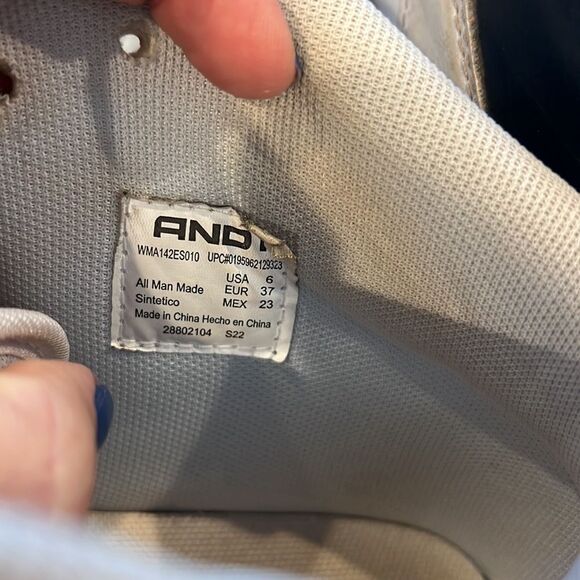 AND1
WMA142ES010 UPC#0195962129323
USA 6
All Man Made EUR 37
Sintetico MEX 23
Made in China Hecho en China
28802104 S22